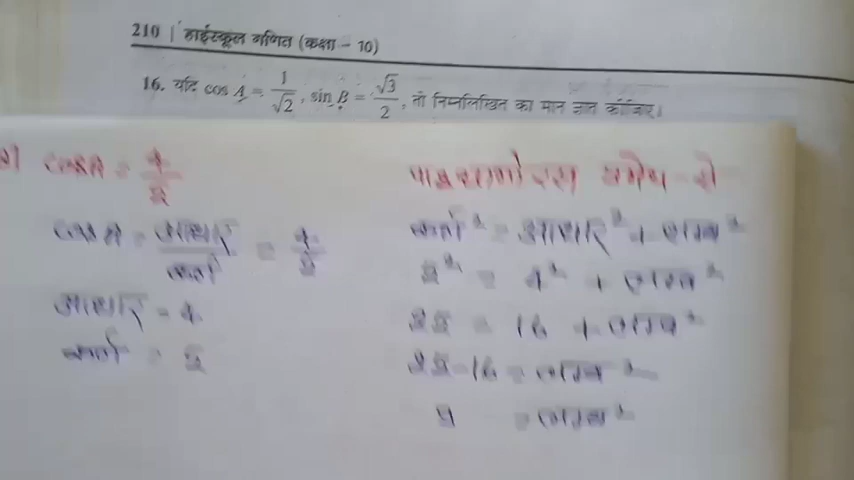 210 | हाईस्कूल गणित (कक्षा - 10)
16. यदि cos A = 1/√2, sin B = √3/2, तो निम्नलिखित का मान ज्ञात कीजिए।
cosA = 4/5
cosA = आधार/कर्ण = 4/5
आधार = 4
कर्ण = 5
पाइथागोरस प्रमेय से
कर्ण² = आधार² + लम्ब²
5² = 4² + लम्ब²
25 = 16 + लम्ब²
25 - 16 = लम्ब²
9 = लम्ब²